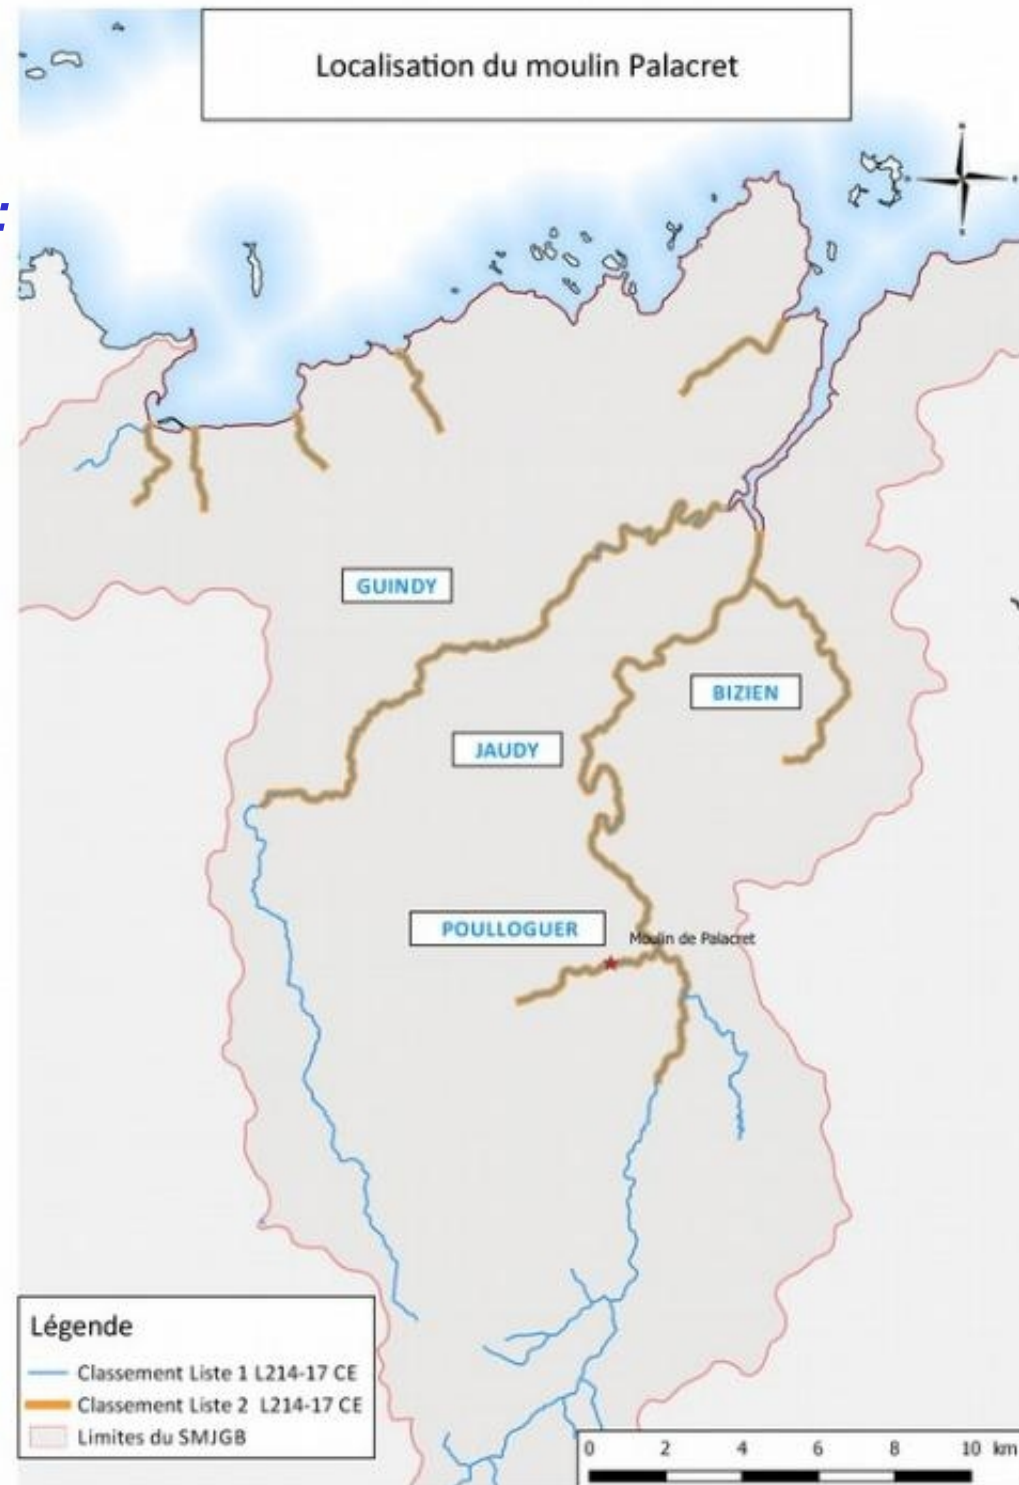 Localisation du moulin Palacret
:
GUINDY
BIZIEN
JAUDY
POULLOGUER
Moulin de Palacret
Légende
Classement Liste 1 L214-17 CE
Classement Liste 2 L214-17 CE
Limites du SMJGB
0 2 4 6 8 10 km